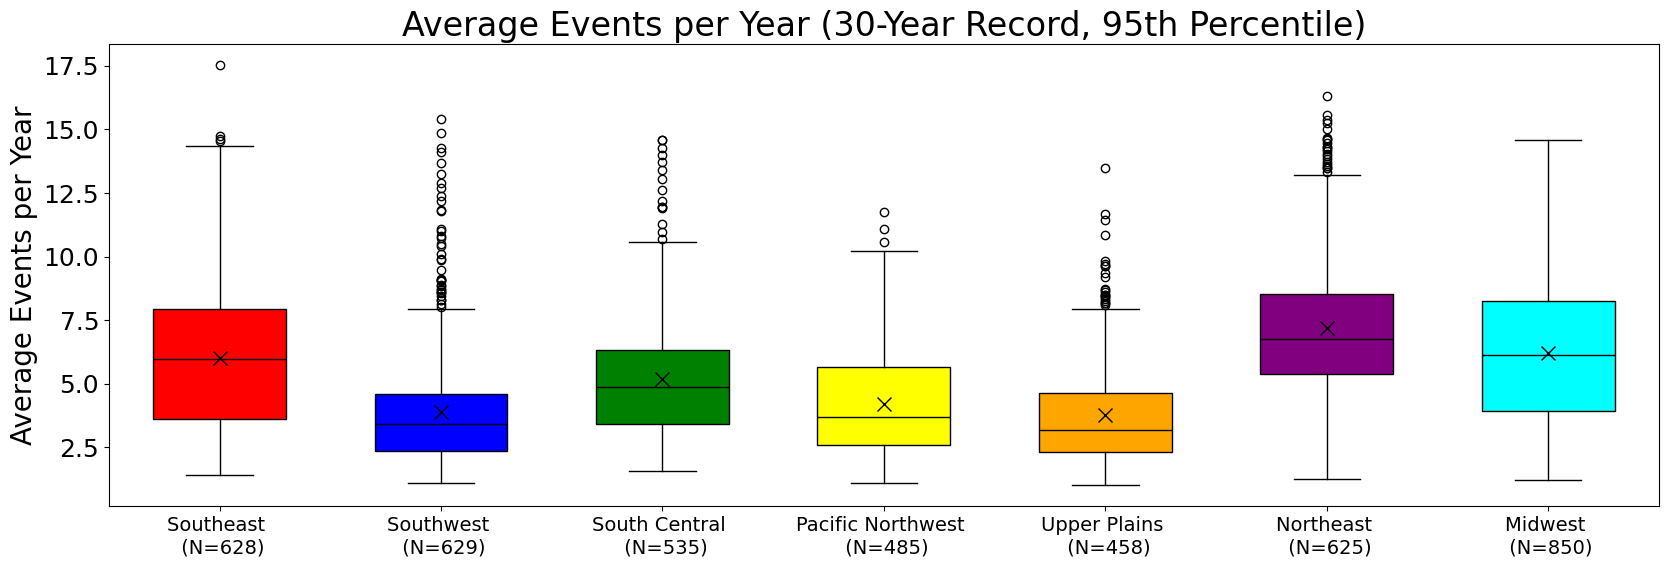 Average Events per Year (30-Year Record, 95th Percentile)
Average Events per Year
17.5
15.0
12.5
10.0
7.5
5.0
2.5
Southeast
(N=628)
Southwest
(N=629)
South Central
(N=535)
Pacific Northwest
(N=485)
Upper Plains
(N=458)
Northeast
(N=625)
Midwest
(N=850)